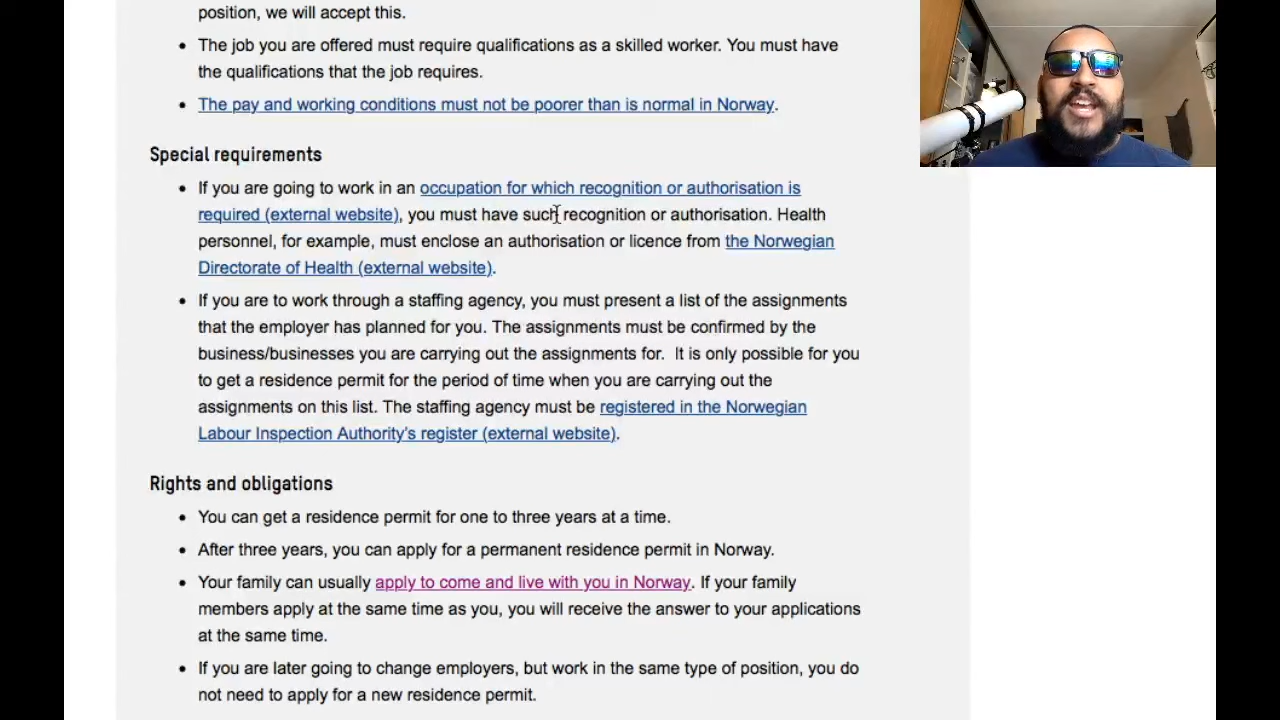 position, we will accept this.
The job you are offered must require qualifications as a skilled worker. You must have
the qualifications that the job requires.
The pay and working conditions must not be poorer than is normal in Norway.
Special requirements
If you are going to work in an occupation for which recognition or authorisation is
required (external website), you must have such recognition or authorisation. Health
personnel, for example, must enclose an authorisation or licence from the Norwegian
Directorate of Health (external website).
If you are to work through a staffing agency, you must present a list of the assignments
that the employer has planned for you. The assignments must be confirmed by the
business/businesses you are carrying out the assignments for.  It is only possible for you
to get a residence permit for the period of time when you are carrying out the
assignments on this list. The staffing agency must be registered in the Norwegian
Labour Inspection Authority's register (external website).
Rights and obligations
You can get a residence permit for one to three years at a time.
After three years, you can apply for a permanent residence permit in Norway.
Your family can usually apply to come and live with you in Norway. If your family
members apply at the same time as you, you will receive the answer to your applications
at the same time.
If you are later going to change employers, but work in the same type of position, you do
not need to apply for a new residence permit.